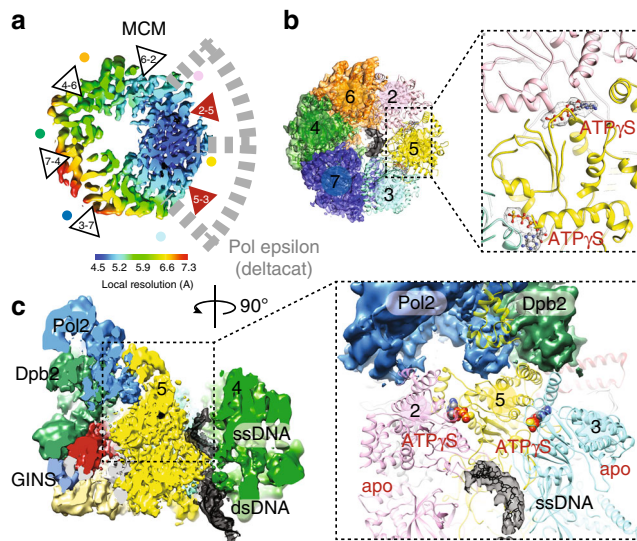 a
MCM
6-2
4-6
2-5
7-4
5-3
3-7
4.5 5.2 5.9 6.6 7.3
Local resolution (A)
Pol epsilon
(deltacat)
90°
b
6
2
4
5
7
3
ATPγS
ATPγS
c
Pol2
Dpb2
5
4
ssDNA
GINS
dsDNA
Pol2
Dpb2
2
5
3
ATPγS
ATPγS
apo
apo
ssDNA